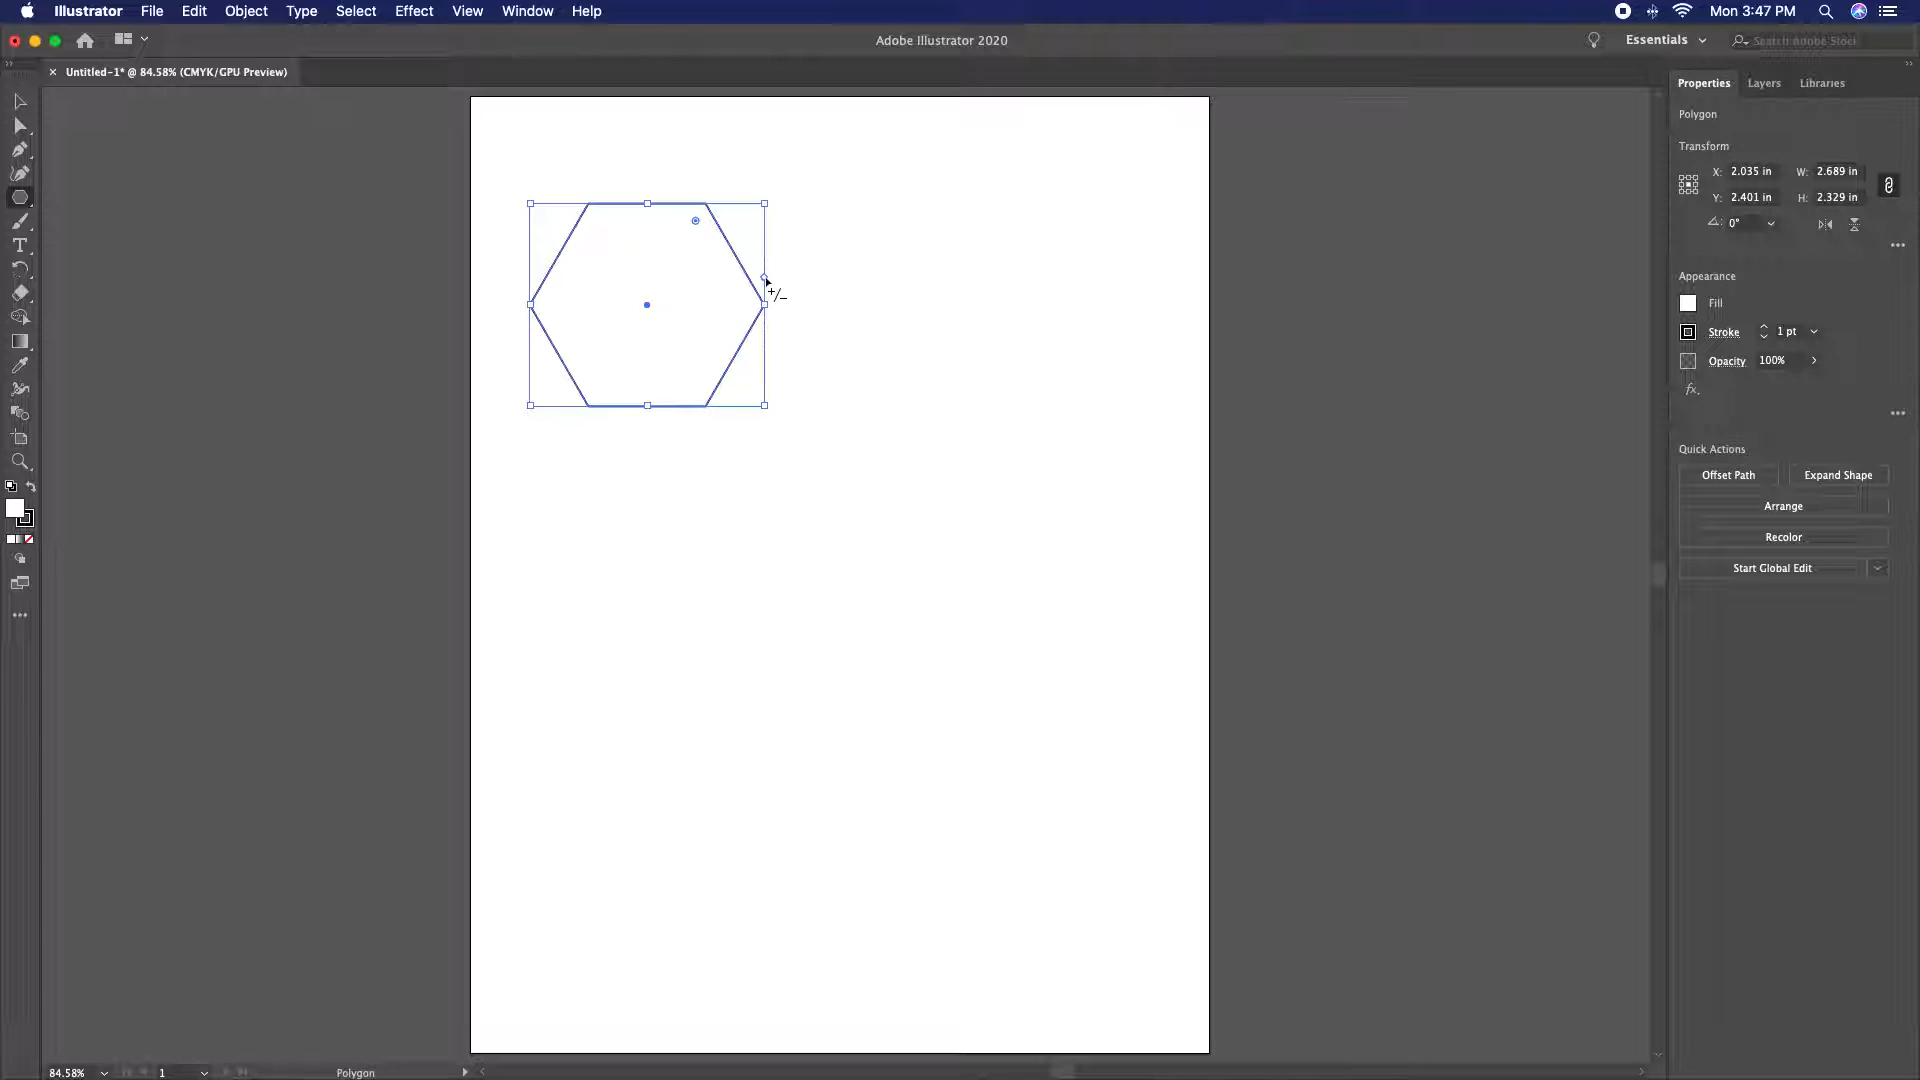 Illustrator File Edit Object Type Select Effect View Window Help Mon 3:47 PM
Adobe Illustrator 2020 Essentials Search Adobe Stock
× Untitled-1* @ 84.58% (CMYK/GPU Preview)
Properties Layers Libraries
Polygon
Transform
X: 2.035 in W: 2.689 in
Y: 2.401 in H: 2.329 in
0°
Appearance
Fill
Stroke 1 pt
Opacity 100%
fx.
Quick Actions
Offset Path Expand Shape
Arrange
Recolor
Start Global Edit
84.58% 1 Polygon